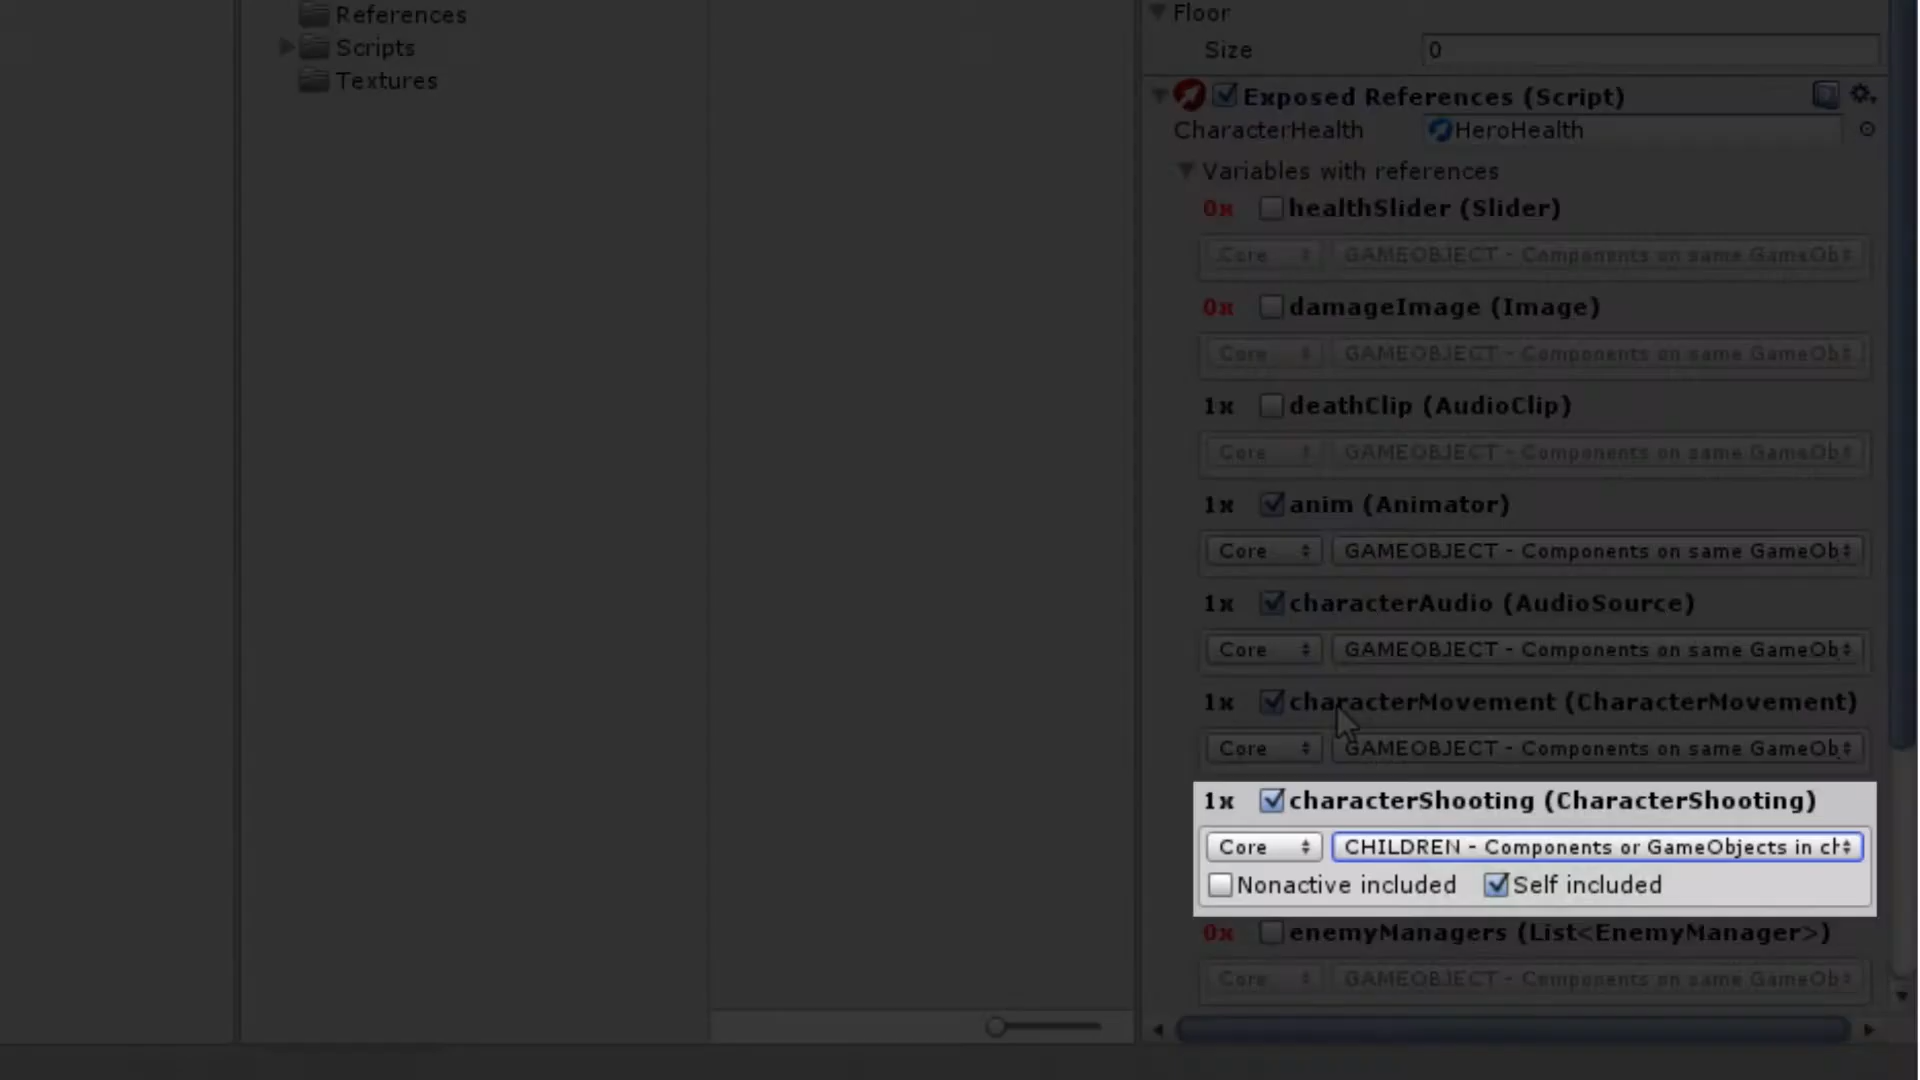 References
Scripts
Textures
Floor
Size 0
Exposed References (Script)
CharacterHealth HeroHealth
Variables with references
0x healthSlider (Slider)
Core GAMEOBJECT - Components on same GameOb
0x damageImage (Image)
Core GAMEOBJECT - Components on same GameOb
1x deathClip (AudioClip)
Core GAMEOBJECT - Components on same GameOb
1x anim (Animator)
Core GAMEOBJECT - Components on same GameOb
1x characterAudio (AudioSource)
Core GAMEOBJECT - Components on same GameOb
1x characterMovement (CharacterMovement)
Core GAMEOBJECT - Components on same GameOb
1x characterShooting (CharacterShooting)
Core CHILDREN - Components or GameObjects in ch
Nonactive included Self included
0x enemyManagers (List<EnemyManager>)
Core GAMEOBJECT - Components on same GameOb